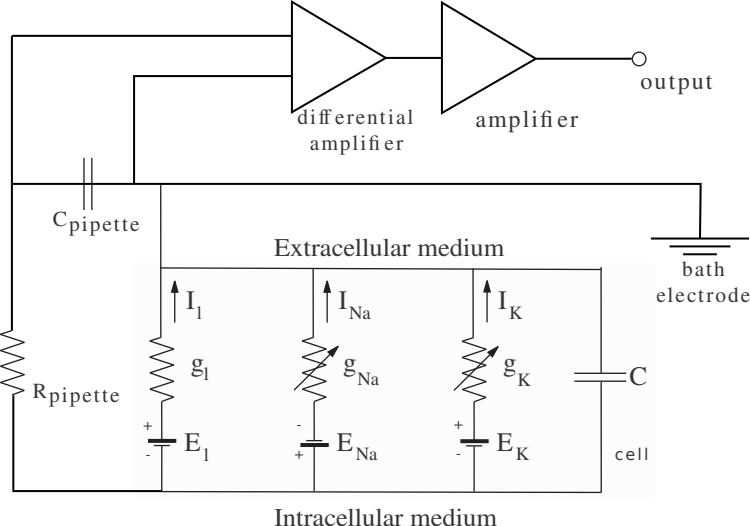 output
differential
amplifier
amplifier
Cpipette
Extracellular medium
bath
electrode
Il
INa
IK
gl
gNa
gK
C
Rpipette
+
-
+
El
-
+
ENa
-
EK
cell
-
+
Intracellular medium